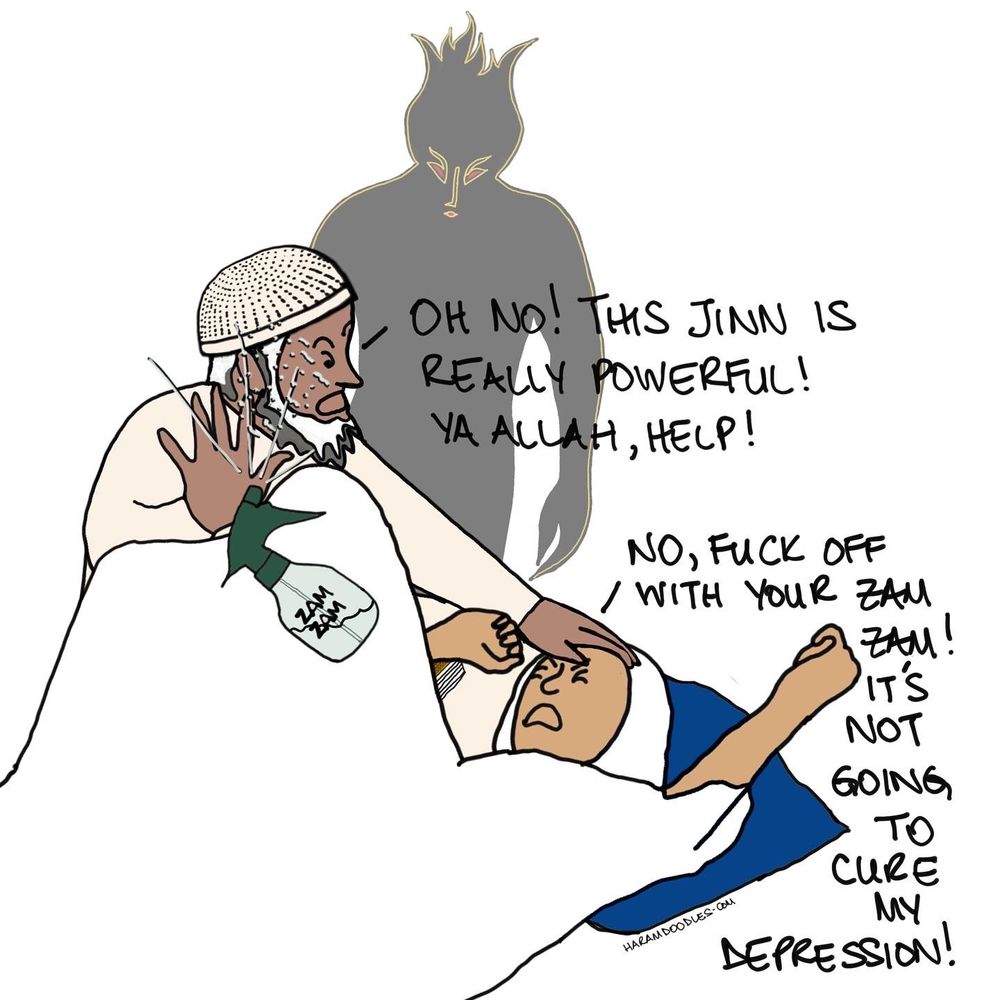 OH NO! THIS JINN IS
REALLY POWERFUL!
YA ALLAH, HELP!
NO, FUCK OFF
WITH YOUR ZAM
ZAM!
IT'S
NOT
GOING
TO
CURE
MY
DEPRESSION!
ZAM
ZAM
HARAMDOODLES.COM